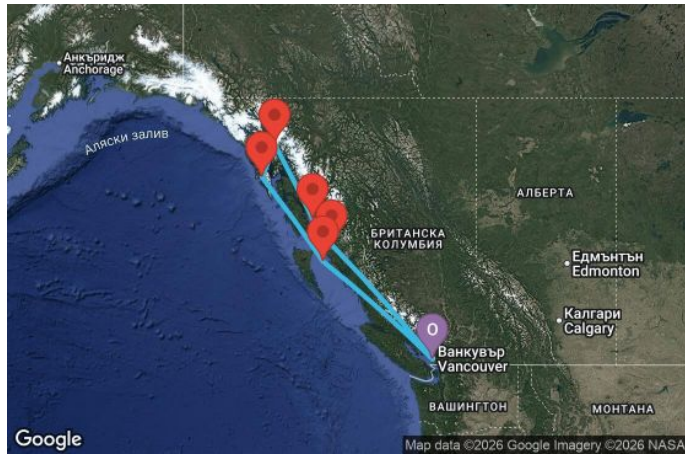 Анкъридж
Anchorage
Аляски залив
АЛБЕРТА
БРИТАНСКА
КОЛУМБИЯ
Едмънтън
Edmonton
Калгари
Calgary
O
Ванкувър
Vancouver
ВАШИНГТОН
МОНТАНА
Google
Map data ©2026 Google Imagery ©2026 NASA